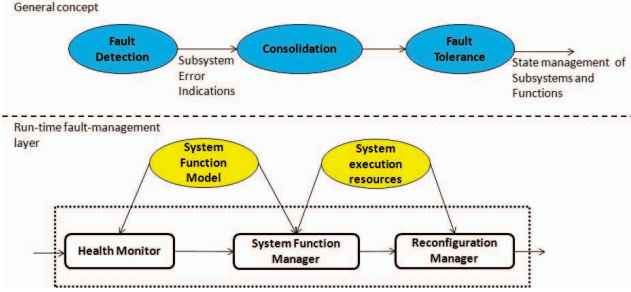 General concept
Fault
Detection
Consolidation
Fault
Tolerance
Subsystem
Error
Indications
State management of
Subsystems and
Functions
Run-time fault-management
layer
System
Function
Model
System
execution
resources
Health Monitor
System Function
Manager
Reconfiguration
Manager